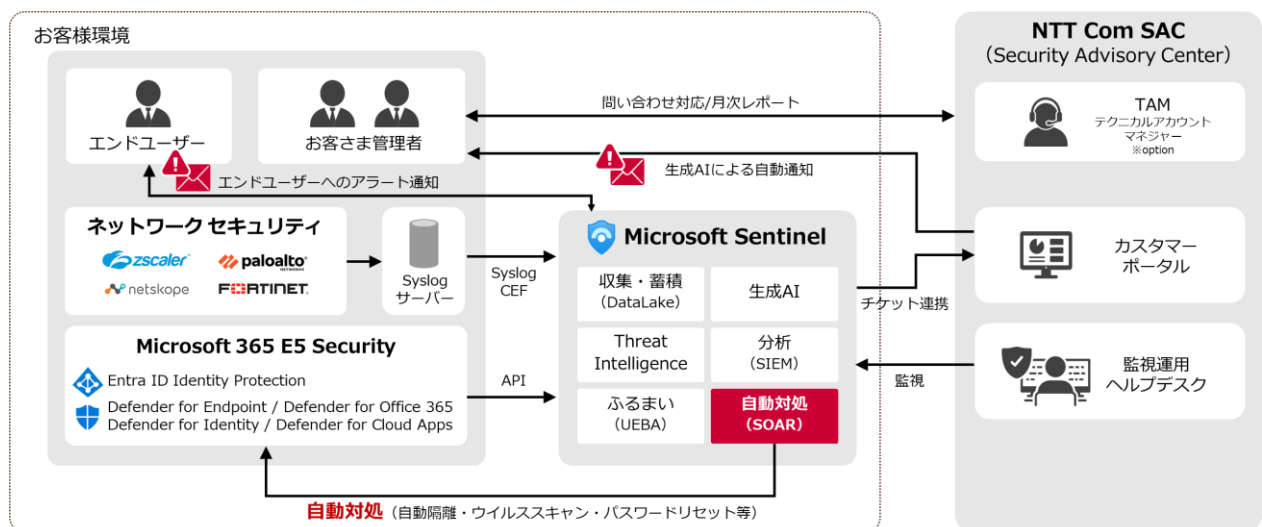 お客様環境
エンドユーザー
お客さま管理者
問い合わせ対応/月次レポート
生成AIによる自動通知
エンドユーザーへのアラート通知
ネットワーク セキュリティ
zscaler
paloalto
NETWORKS
netskope
FORTINET
Syslog
サーバー
Syslog
CEF
Microsoft 365 E5 Security
Entra ID Identity Protection
Defender for Endpoint / Defender for Office 365
Defender for Identity / Defender for Cloud Apps
API
Microsoft Sentinel
収集・蓄積
(DataLake)
生成AI
Threat
Intelligence
分析
(SIEM)
ふるまい
(UEBA)
自動対処
(SOAR)
自動対処（自動隔離・ウイルススキャン・パスワードリセット等）
チケット連携
監視
NTT Com SAC
（Security Advisory Center）
TAM
テクニカルアカウント
マネジャー
※option
カスタマー
ポータル
監視運用
ヘルプデスク